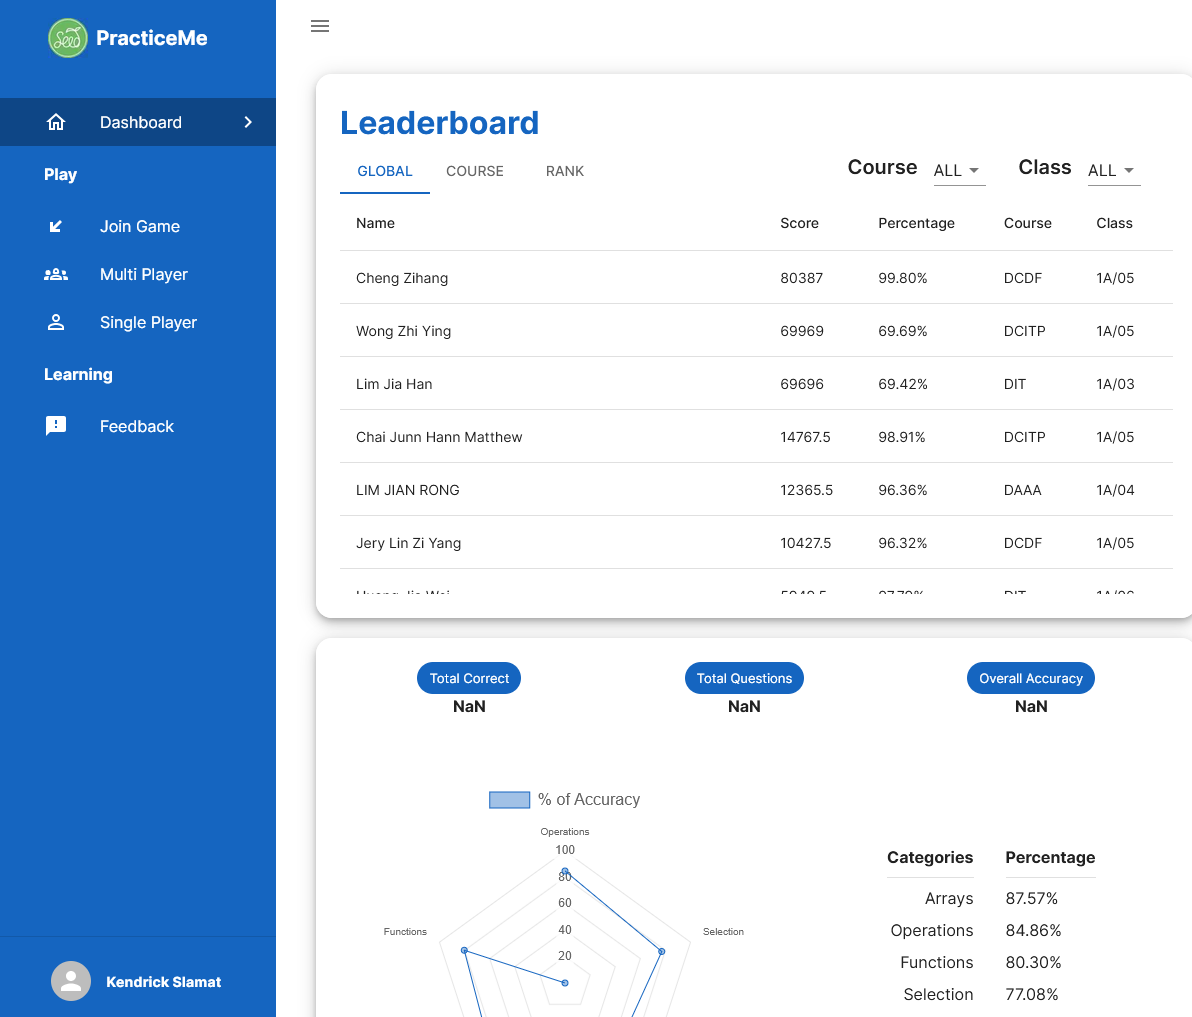 Seed PracticeMe
Dashboard
Play
Join Game
Multi Player
Single Player
Learning
Feedback
Kendrick Slamat
Leaderboard
GLOBAL COURSE RANK Course ALL Class ALL
Name Score Percentage Course Class
Cheng Zihang 80387 99.80% DCDF 1A/05
Wong Zhi Ying 69969 69.69% DCITP 1A/05
Lim Jia Han 69696 69.42% DIT 1A/03
Chai Junn Hann Matthew 14767.5 98.91% DCITP 1A/05
LIM JIAN RONG 12365.5 96.36% DAAA 1A/04
Jery Lin Zi Yang 10427.5 96.32% DCDF 1A/05
Total Correct Total Questions Overall Accuracy
NaN NaN NaN
% of Accuracy
Operations
100
80
60
40
20
Functions
Selection
Categories Percentage
Arrays 87.57%
Operations 84.86%
Functions 80.30%
Selection 77.08%